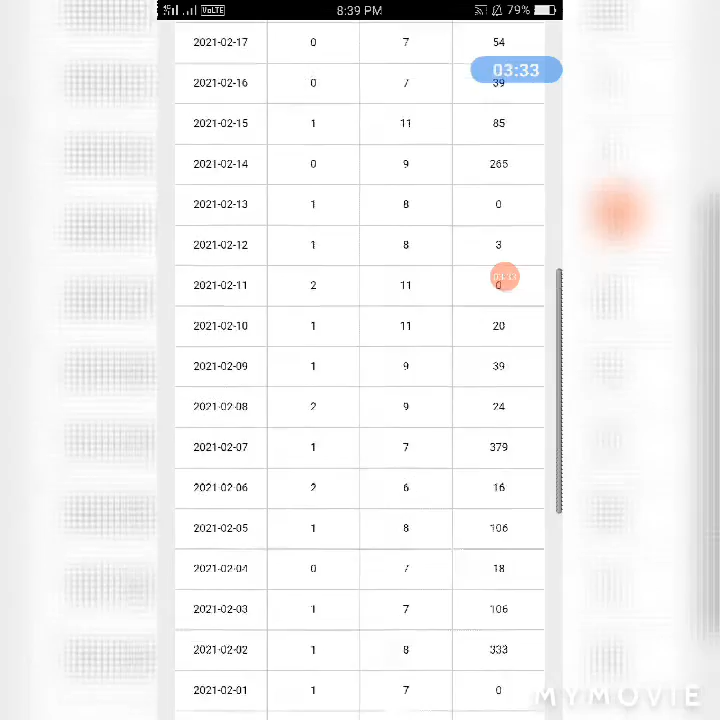 4G VoLTE 8:39 PM 79%
2021-02-17 0 7 54
03:33
2021-02-16 0 7 39
2021-02-15 1 11 85
2021-02-14 0 9 265
2021-02-13 1 8 0
2021-02-12 1 8 3
2021-02-11 2 11 0
2021-02-10 1 11 20
2021-02-09 1 9 39
2021-02-08 2 9 24
2021-02-07 1 7 379
2021-02-06 2 6 16
2021-02-05 1 8 106
2021-02-04 0 7 18
2021-02-03 1 7 106
2021-02-02 1 8 333
2021-02-01 1 7 0
MYMOVIE